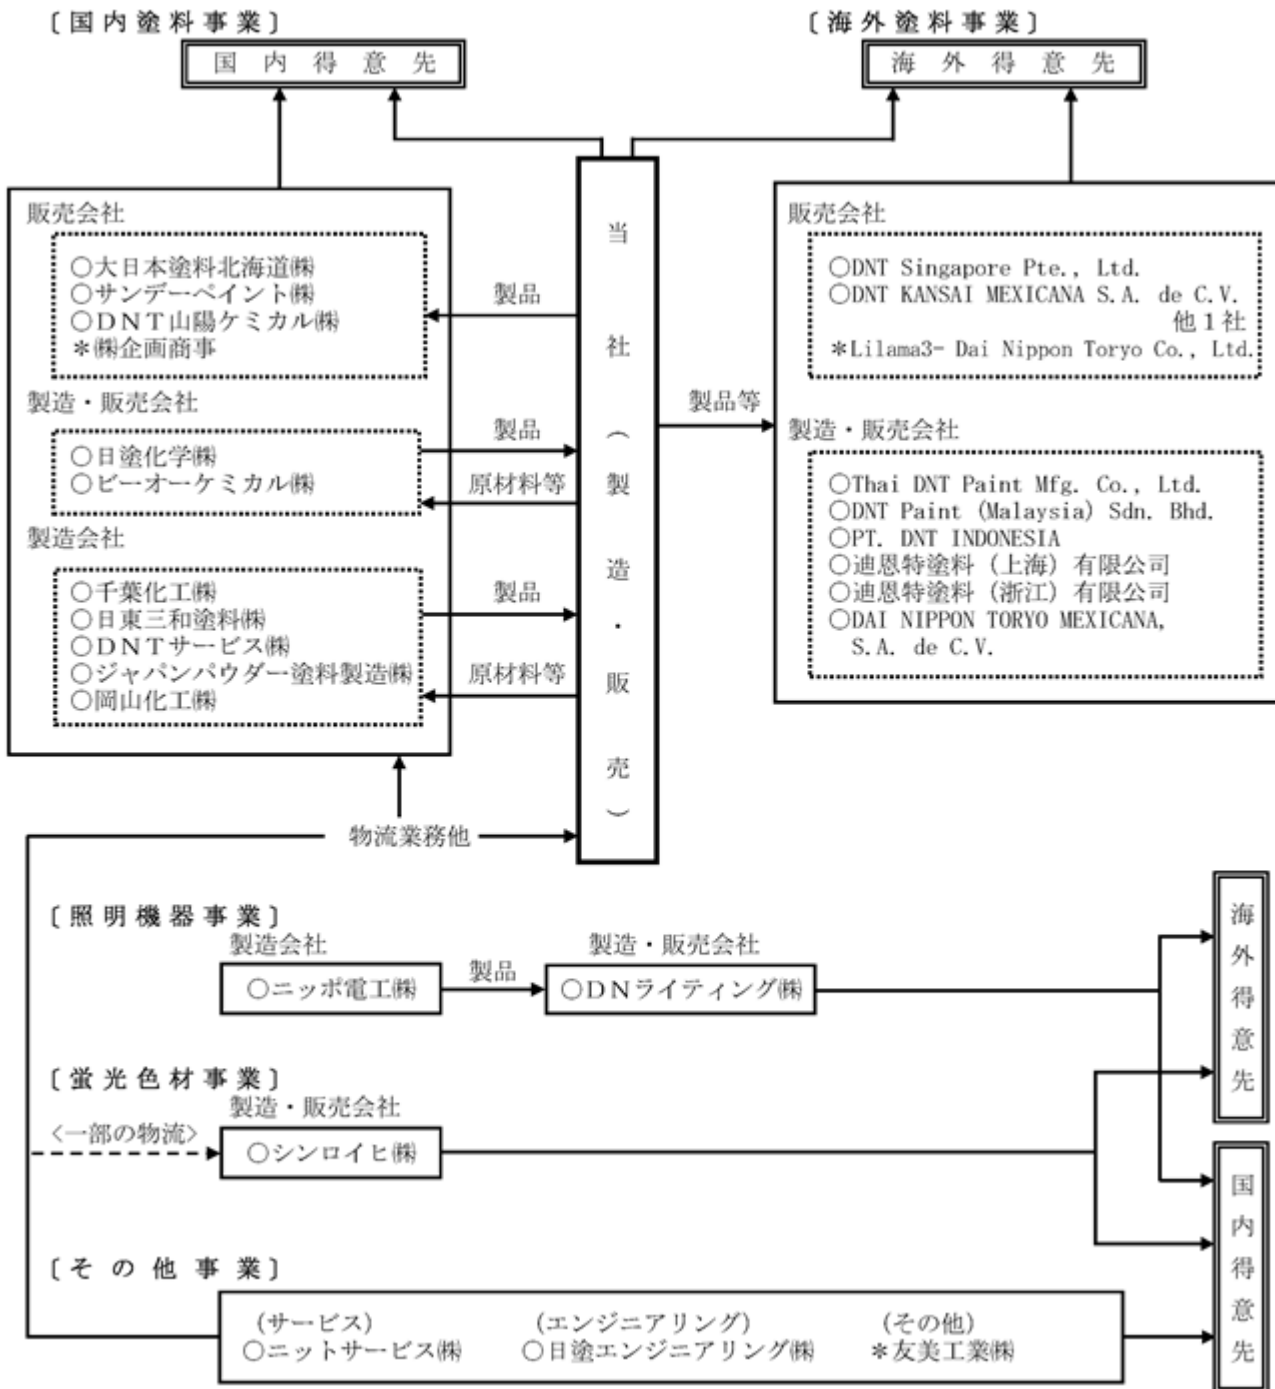 〔国内塗料事業〕
国内得意先
販売会社
○大日本塗料北海道㈱
○サンデーペイント㈱
○DNT山陽ケミカル㈱
＊㈱企画商事
製造・販売会社
○日塗化学㈱
○ビーオーケミカル㈱
製造会社
○千葉化工㈱
○日東三和塗料㈱
○DNTサービス㈱
○ジャパンパウダー塗料製造㈱
○岡山化工㈱
製品
製品
原材料等
製品
原材料等
当社（製造・販売）
製品等
〔海外塗料事業〕
海外得意先
販売会社
○DNT Singapore Pte., Ltd.
○DNT KANSAI MEXICANA S.A. de C.V.
他１社
＊Lilama3- Dai Nippon Toryo Co., Ltd.
製造・販売会社
○Thai DNT Paint Mfg. Co., Ltd.
○DNT Paint (Malaysia) Sdn. Bhd.
○PT. DNT INDONESIA
○迪恩特塗料（上海）有限公司
○迪恩特塗料（浙江）有限公司
○DAI NIPPON TORYO MEXICANA,
S.A. de C.V.
物流業務他
〔照明機器事業〕
製造会社
○ニッポ電工㈱
製品
製造・販売会社
○DNライティング㈱
海外得意先
〔蛍光色材事業〕
製造・販売会社
<一部の物流>
○シンロイヒ㈱
国内得意先
〔その他事業〕
(サービス)
○ニットサービス㈱
(エンジニアリング)
○日塗エンジニアリング㈱
(その他)
＊友美工業㈱